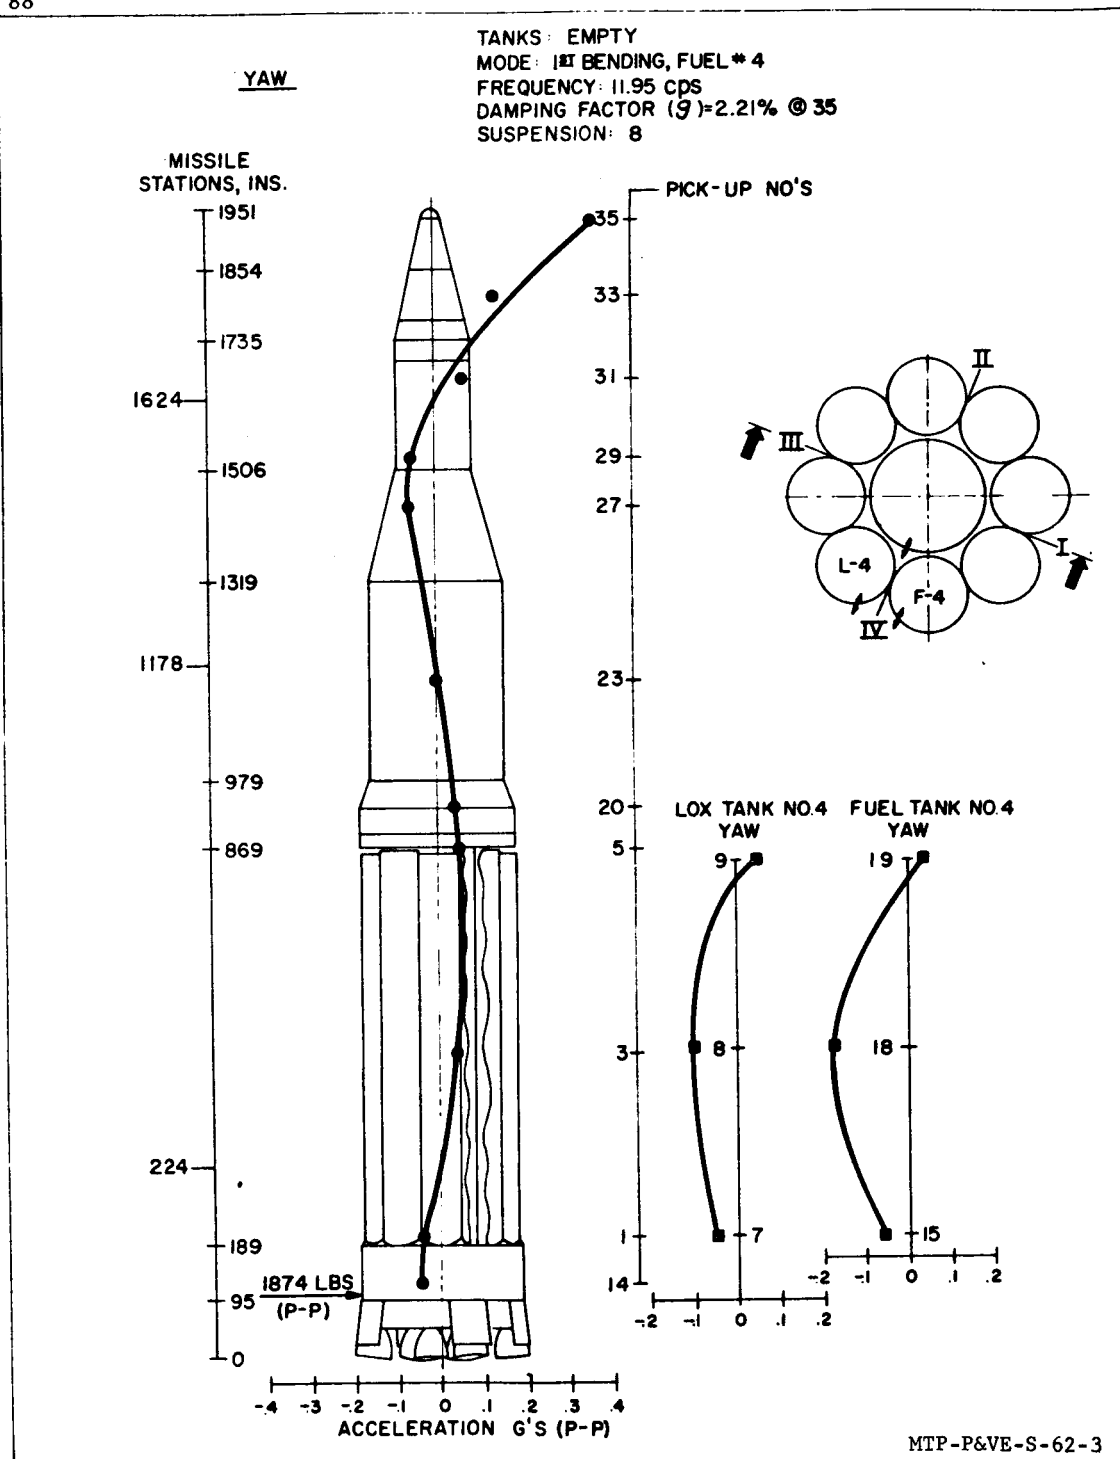 88
TANKS: EMPTY
MODE: 1ST BENDING, FUEL #4
FREQUENCY: 11.95 cps
DAMPING FACTOR (g)=2.21% @ 35
SUSPENSION: 8
YAW
MISSILE
STATIONS, INS.
1951
1854
1735
1624
1506
1319
1178
979
869
224
189
95
0
1874 LBS
(P-P)
PICK-UP NO'S
35
33
31
29
27
23
20
5
3
1
14
II
III
I
L-4
F-4
IV
LOX TANK NO.4
YAW
9
8
7
-.2 -.1 0 .1 .2
FUEL TANK NO.4
YAW
19
18
15
-.2 -.1 0 .1 .2
-.4 -.3 -.2 -.1 0 .1 .2 .3 .4
ACCELERATION G'S (P-P)
MTP-P&VE-S-62-3